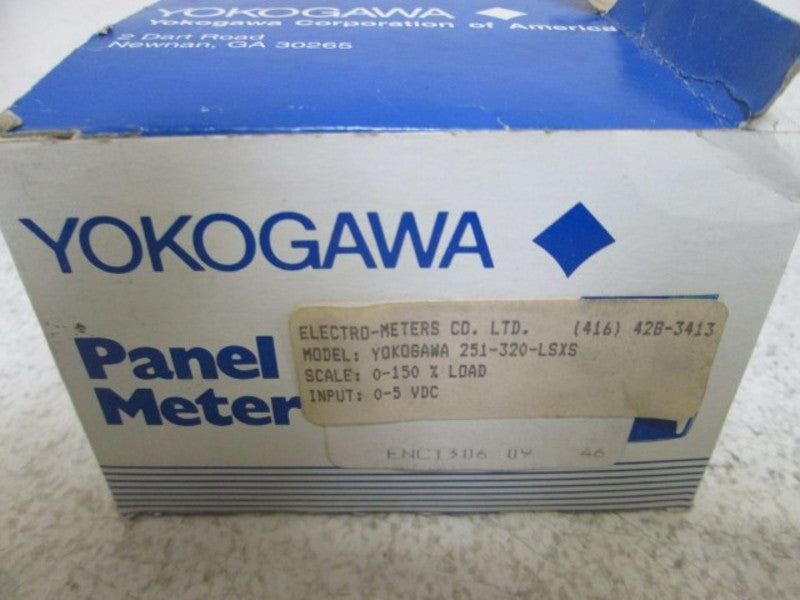 YOKOGAWA
Yokogawa Corporation of America
2 Dart Road
Newnan, GA 30265
YOKOGAWA
Panel
Meter
ELECTRO-METERS CO. LTD. (416) 428-3413
MODEL: YOKOGAWA 251-320-LSXS
SCALE: 0-150 % LOAD
INPUT: 0-5 VDC
46